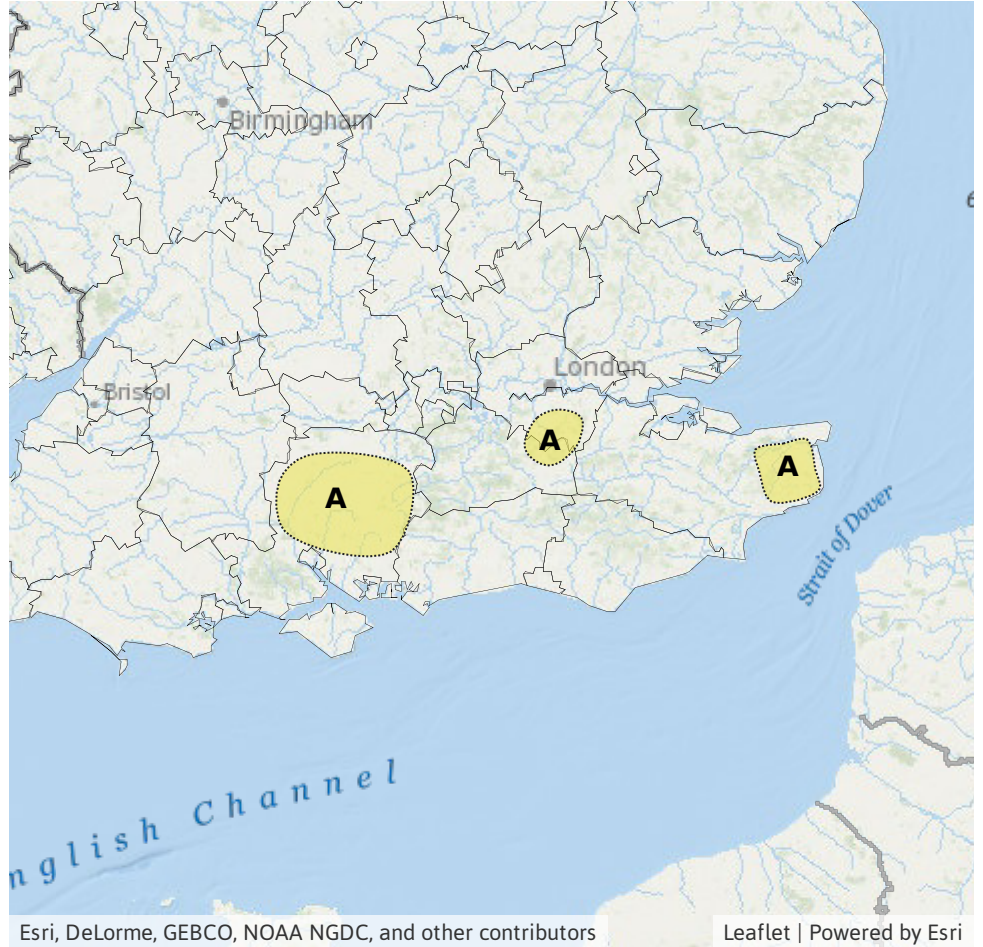 Birmingham
Bristol
London
A
A
A
Strait of Dover
nglish Channel
Esri, DeLorme, GEBCO, NOAA NGDC, and other contributors
Leaflet | Powered by Esri